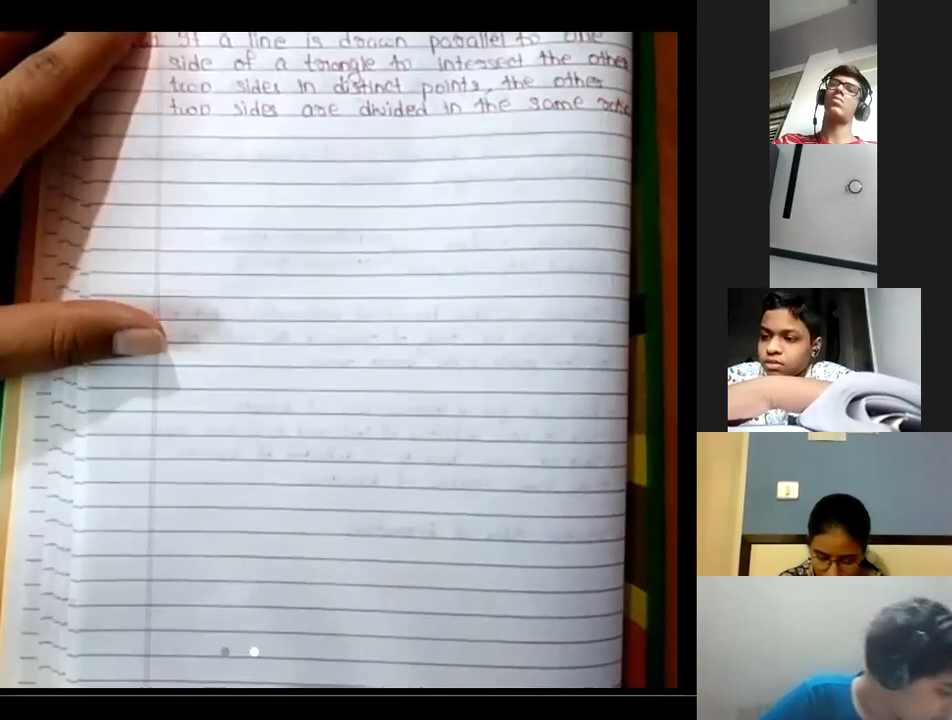 If a line is drawn parallel to one
side of a triangle to intersect the other
two sides in distinct points, the other
two sides are divided in the same